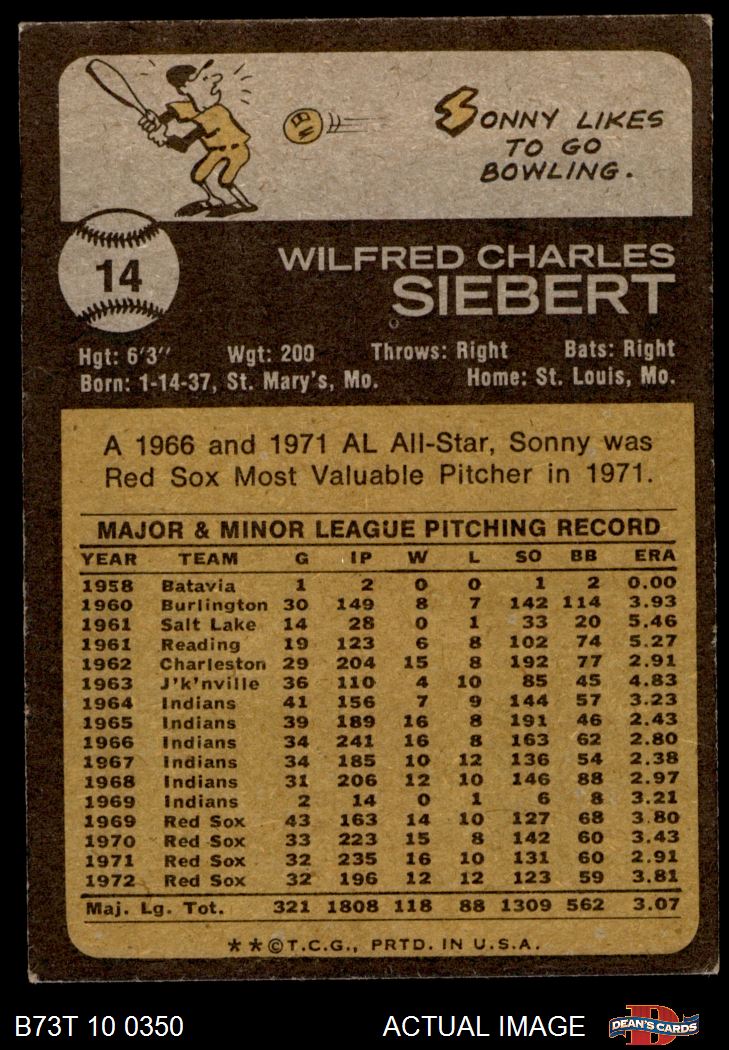 SONNY LIKES
TO GO
BOWLING.
14
WILFRED CHARLES
SIEBERT
Hgt: 6'3" Wgt: 200 Throws: Right Bats: Right
Born: 1-14-37, St. Mary's, Mo. Home: St. Louis, Mo.
A 1966 and 1971 AL All-Star, Sonny was
Red Sox Most Valuable Pitcher in 1971.
MAJOR & MINOR LEAGUE PITCHING RECORD
YEAR TEAM G IP W L SO BB ERA
1958 Batavia 1 2 0 0 1 2 0.00
1960 Burlington 30 149 8 7 142 114 3.93
1961 Salt Lake 14 28 0 1 33 20 5.46
1961 Reading 19 123 6 8 102 74 5.27
1962 Charleston 29 204 15 8 192 77 2.91
1963 J'k'nville 36 110 4 10 85 45 4.83
1964 Indians 41 156 7 9 144 57 3.23
1965 Indians 39 189 16 8 191 46 2.43
1966 Indians 34 241 16 8 163 62 2.80
1967 Indians 34 185 10 12 136 54 2.38
1968 Indians 31 206 12 10 146 88 2.97
1969 Indians 2 14 0 1 6 8 3.21
1969 Red Sox 43 163 14 10 127 68 3.80
1970 Red Sox 33 223 15 8 142 60 3.43
1971 Red Sox 32 235 16 10 131 60 2.91
1972 Red Sox 32 196 12 12 123 59 3.81
Maj. Lg. Tot. 321 1808 118 88 1309 562 3.07
**©T.C.G., PRTD. IN U.S.A.
B73T 10 0350 ACTUAL IMAGE DEAN'S CARDS